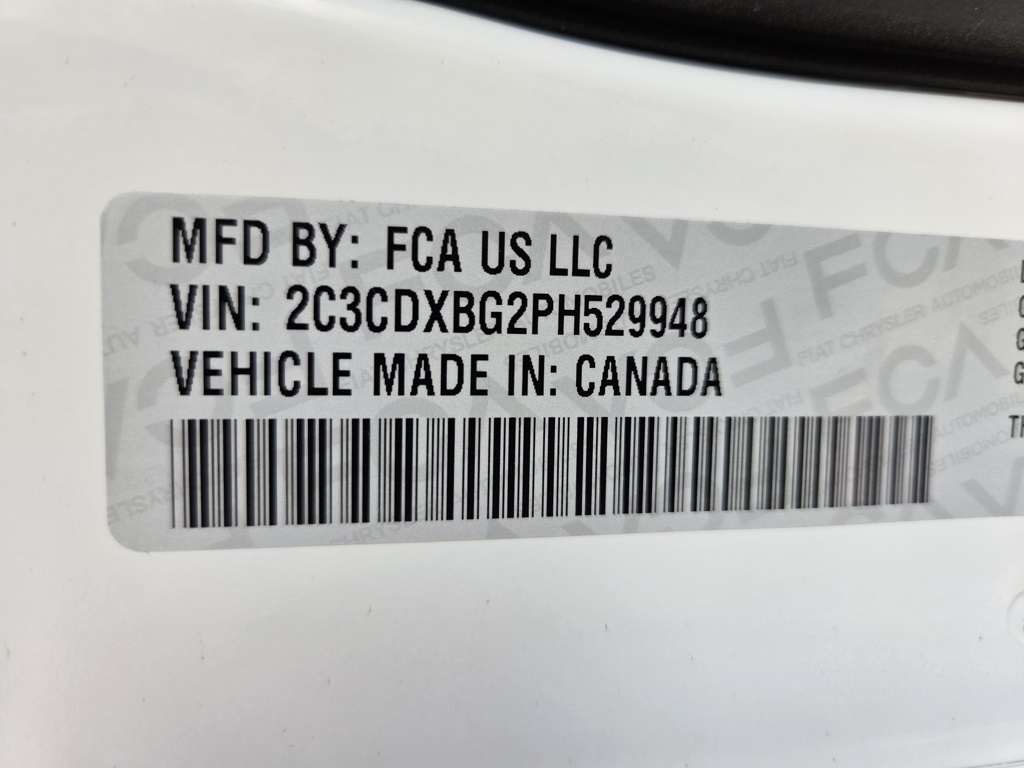 MFD BY: FCA US LLC
VIN: 2C3CDXBG2PH529948
VEHICLE MADE IN: CANADA